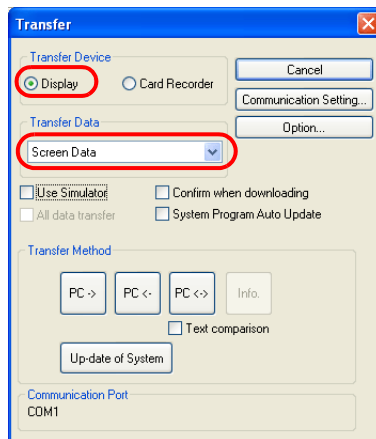 Transfer
Transfer Device
Display
Card Recorder
Cancel
Communication Setting...
Transfer Data
Option...
Screen Data
Use Simulator
Confirm when downloading
All data transfer
System Program Auto Update
Transfer Method
PC ->
PC <-
PC <->
Info.
Text comparison
Up-date of System
Communication Port
COM1